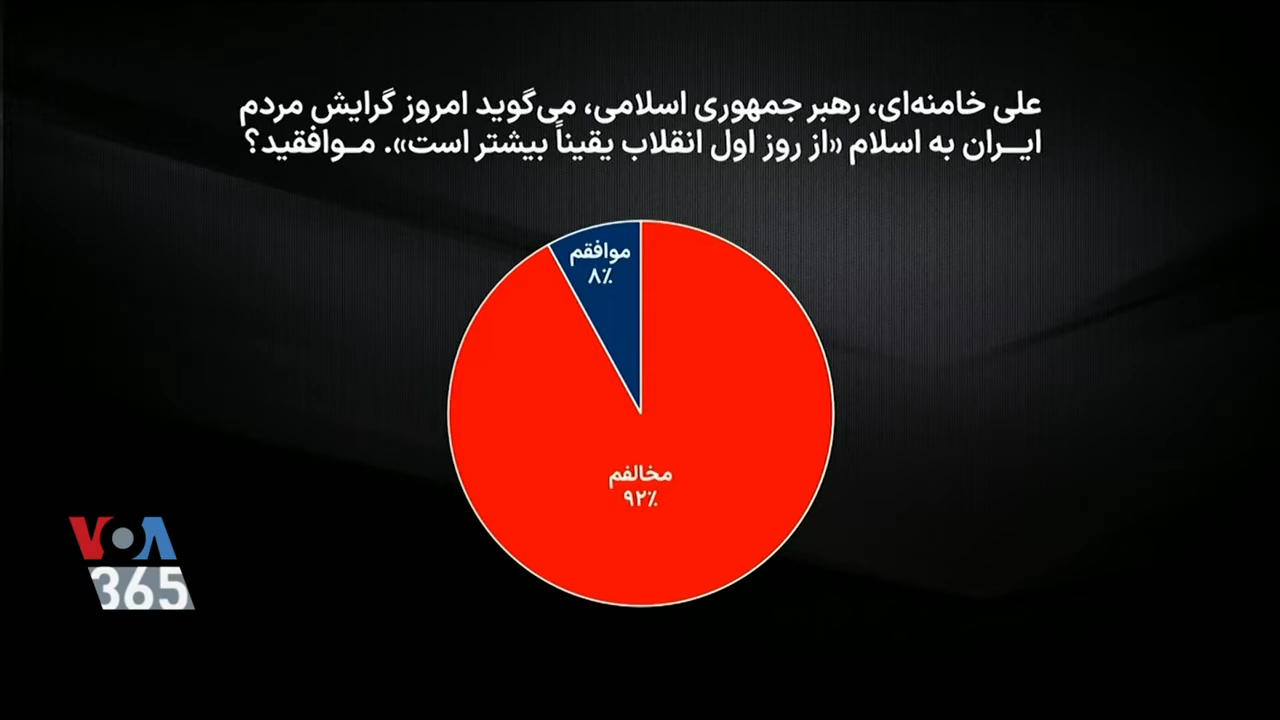 علی خامنه‌ای، رهبر جمهوری اسلامی، می‌گوید امروز گرایش مردم
ایـــران به اسلام «از روز اول انقلاب یقیناً بیشتر است». مـوافقید؟
موافقم
۸٪
مخالفم
۹۲٪
VOA
365